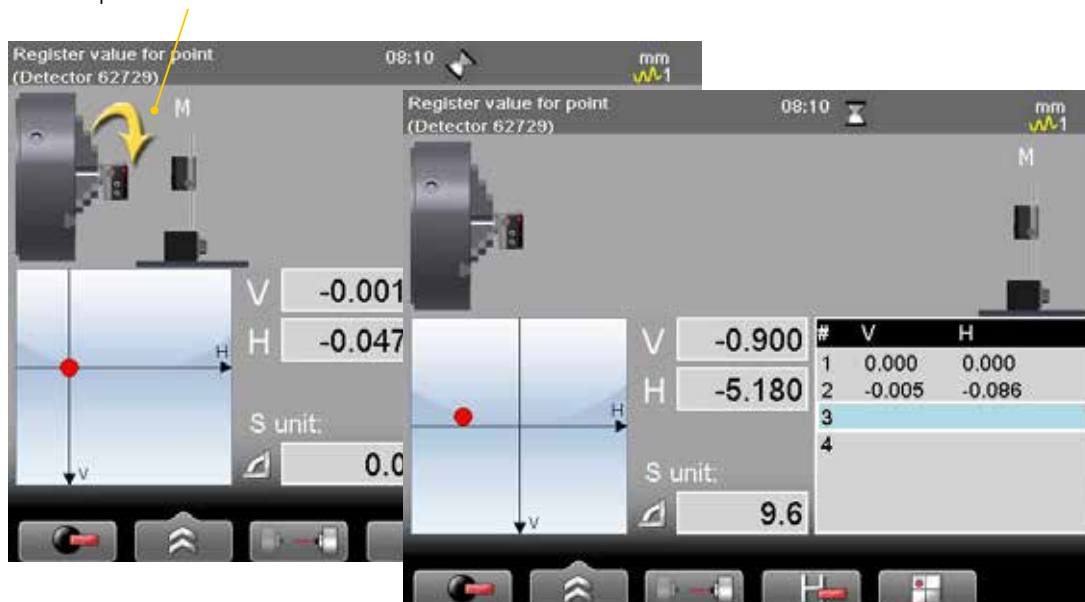 Register value for point
(Detector 62729)
08:10
mm
1
M
V -0.001
H -0.047
H
V
S unit:
0.0
Register value for point
(Detector 62729)
08:10
mm
1
M
V -0.900
H -5.180
H
V
S unit:
9.6
# V H
1 0.000 0.000
2 -0.005 -0.086
3
4
H